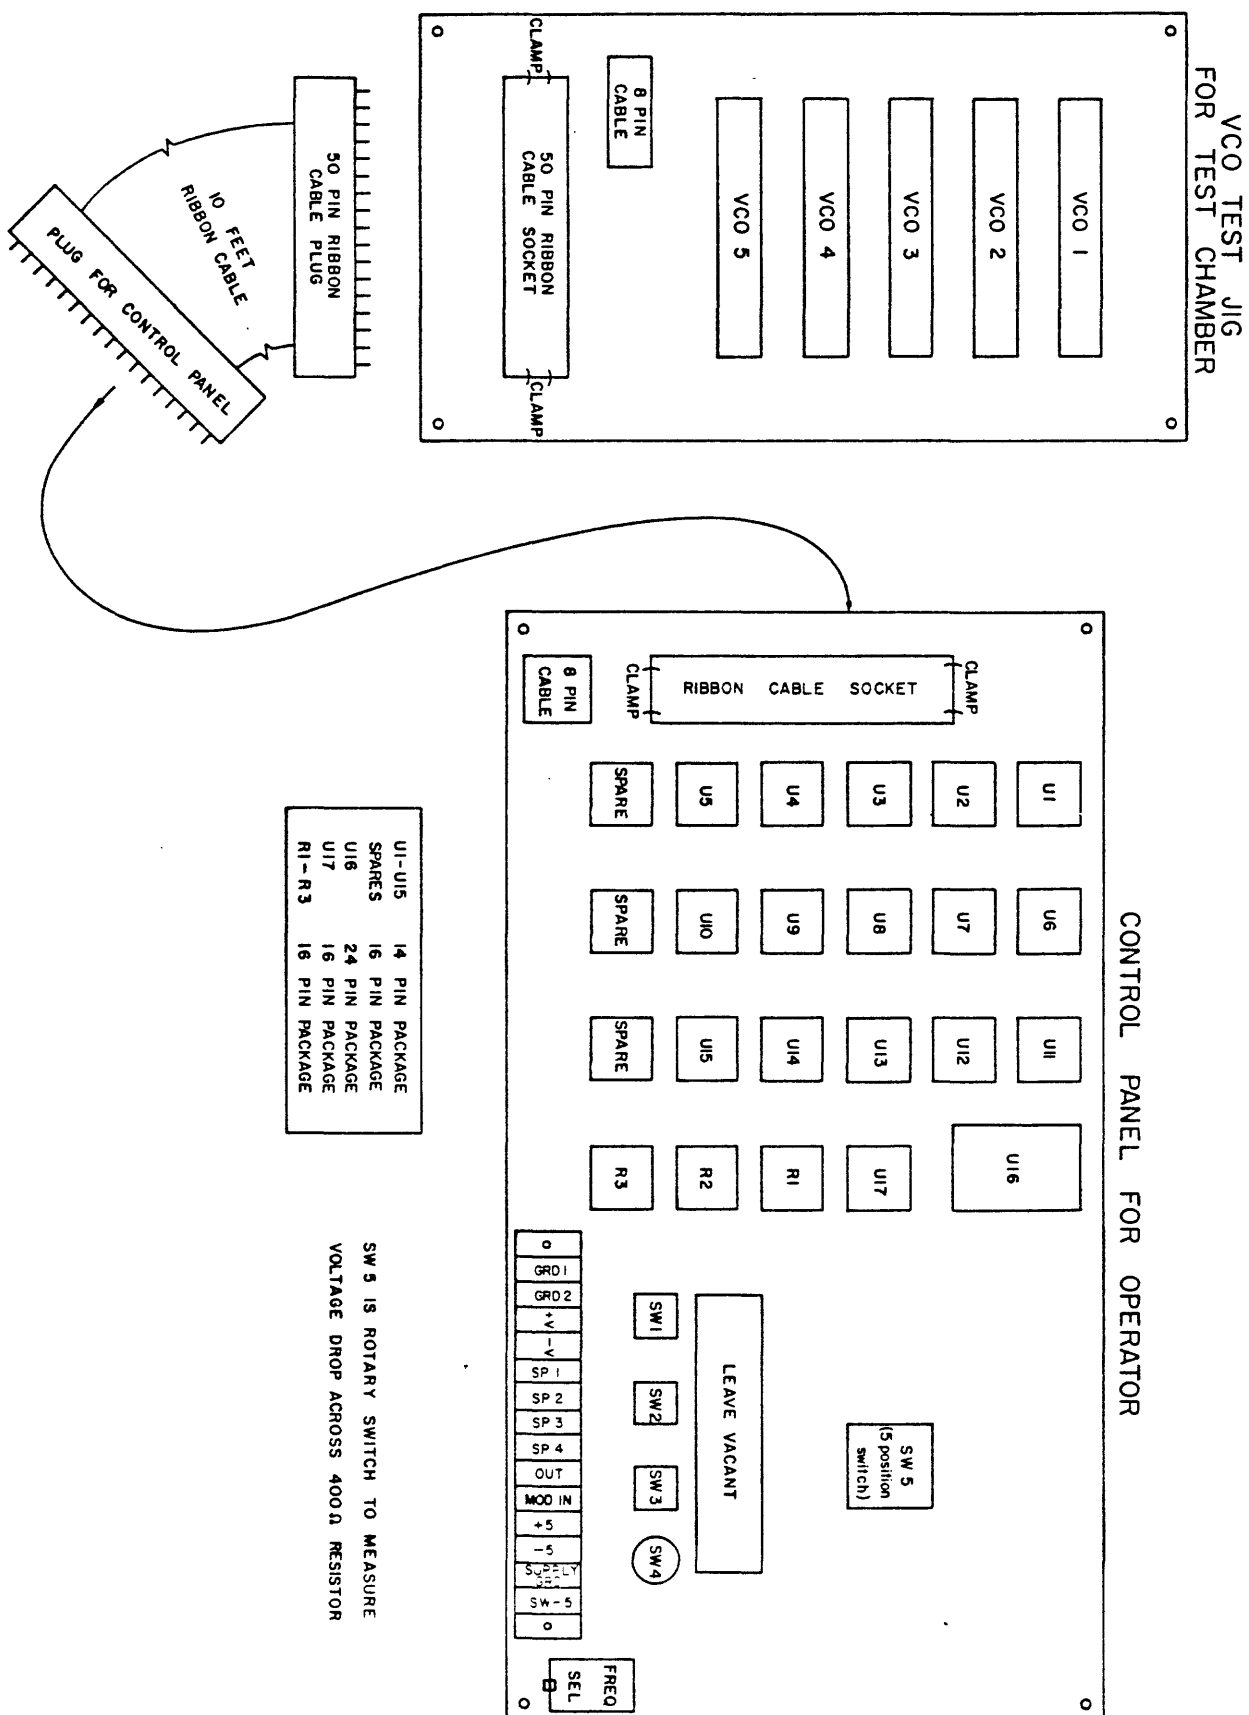 VCO TEST JIG
FOR TEST CHAMBER
VCO 1
VCO 2
VCO 3
VCO 4
VCO 5
8 PIN
CABLE
CLAMP
50 PIN RIBBON
CABLE SOCKET
CLAMP
50 PIN RIBBON
CABLE PLUG
10 FEET
RIBBON CABLE
PLUG FOR CONTROL PANEL
CONTROL PANEL FOR OPERATOR
CLAMP
RIBBON CABLE SOCKET
CLAMP
8 PIN
CABLE
U1
U6
U11
U16
U2
U7
U12
U3
U8
U13
U17
SW 5
(5 position
switch)
U4
U9
U14
R1
U5
U10
U15
R2
LEAVE VACANT
SPARE
SPARE
SPARE
R3
SW1
SW2
SW3
SW4
GRD 1
GRD 2
+V
-V
SP 1
SP 2
SP 3
SP 4
OUT
MOD IN
+5
-5
SUPPLY
GRD
SW-5
FREQ
SEL
U1-U15 14 PIN PACKAGE
SPARES 16 PIN PACKAGE
U16 24 PIN PACKAGE
U17 16 PIN PACKAGE
R1-R3 16 PIN PACKAGE
SW 5 IS ROTARY SWITCH TO MEASURE
VOLTAGE DROP ACROSS 400Ω RESISTOR